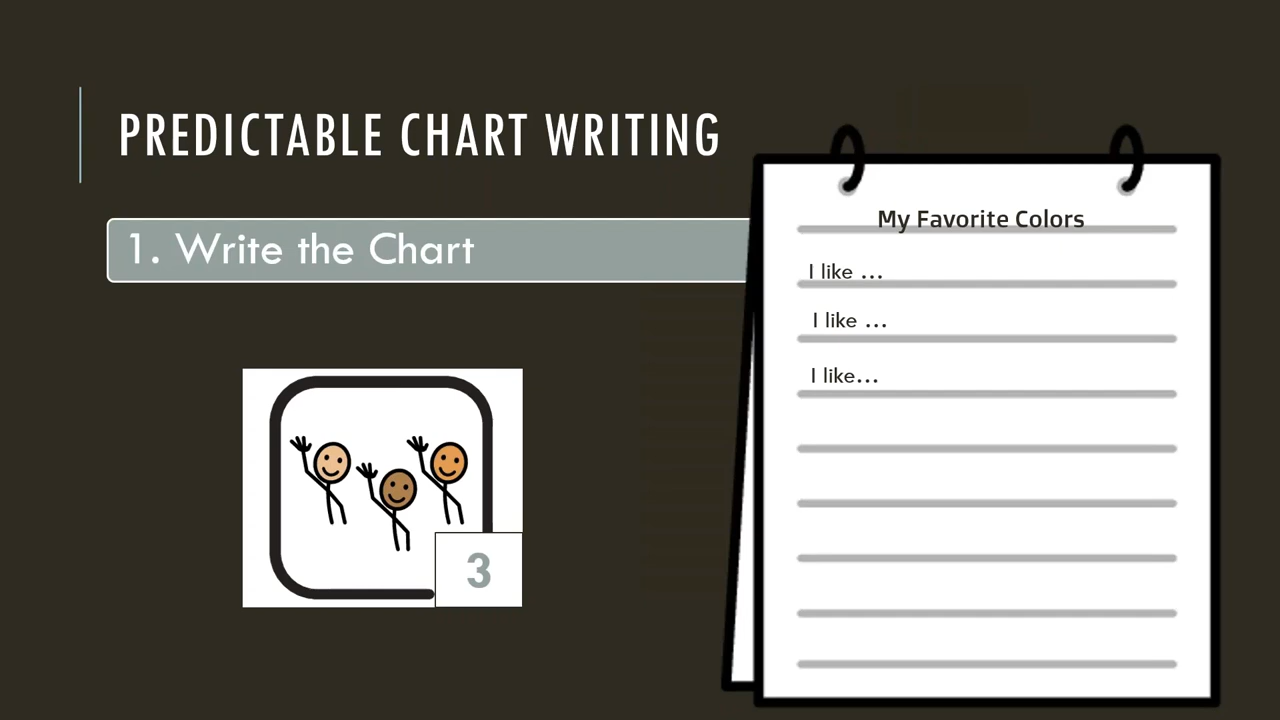 PREDICTABLE CHART WRITING
1. Write the Chart
3
My Favorite Colors
I like ...
I like ...
I like...